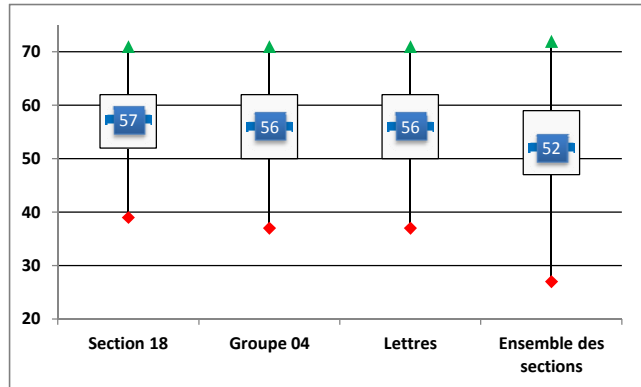 70
60
50
40
30
20
57
56
56
52
Section 18
Groupe 04
Lettres
Ensemble des
sections